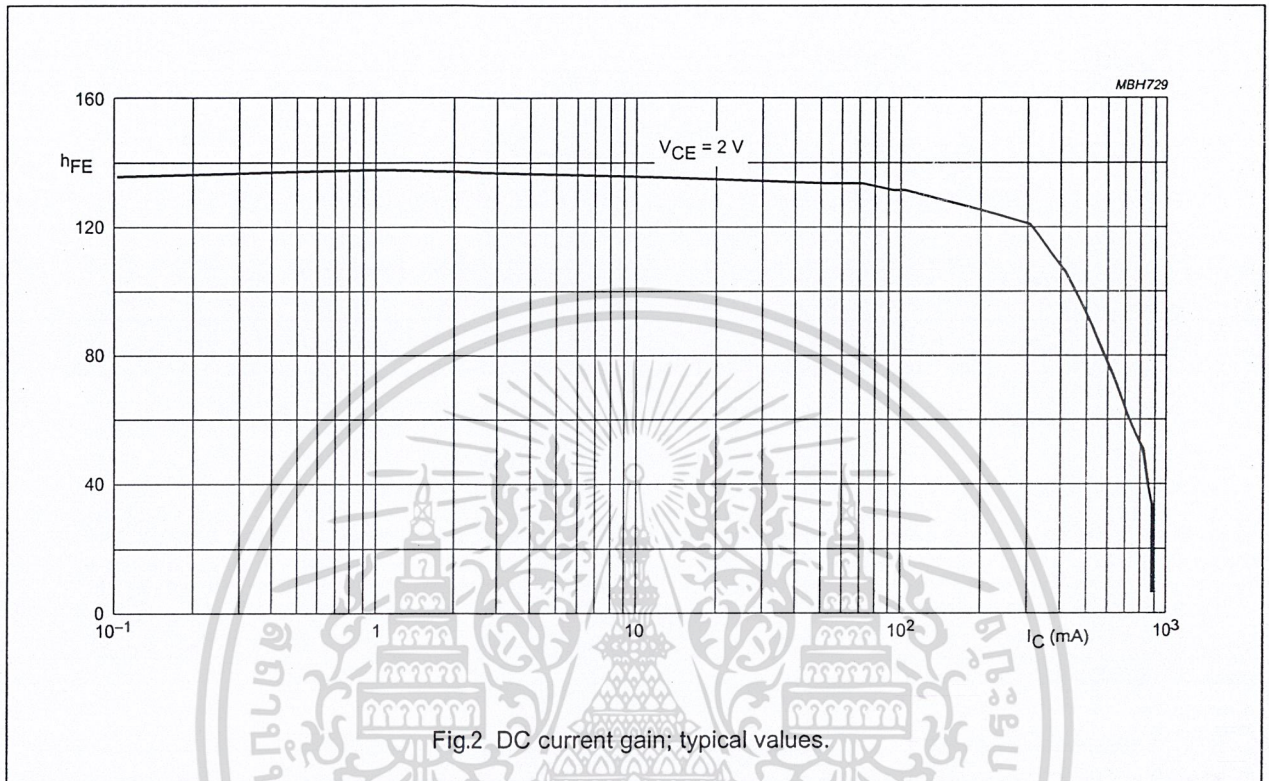 MBH729
160
hFE
VCE = 2 V
120
80
40
0
10⁻¹
1
10
10²
IC (mA)
10³
Fig.2 DC current gain; typical values.